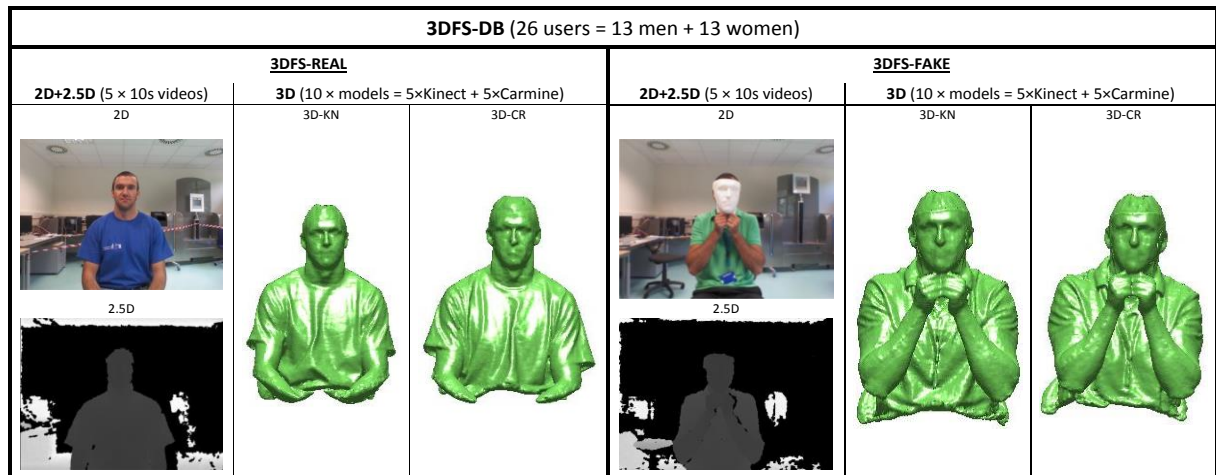 3DFS-DB (26 users = 13 men + 13 women)
3DFS-REAL
3DFS-FAKE
2D+2.5D (5 × 10s videos)
3D (10 × models = 5×Kinect + 5×Carmine)
2D+2.5D (5 × 10s videos)
3D (10 × models = 5×Kinect + 5×Carmine)
2D
3D-KN
3D-CR
2D
3D-KN
3D-CR
2.5D
2.5D